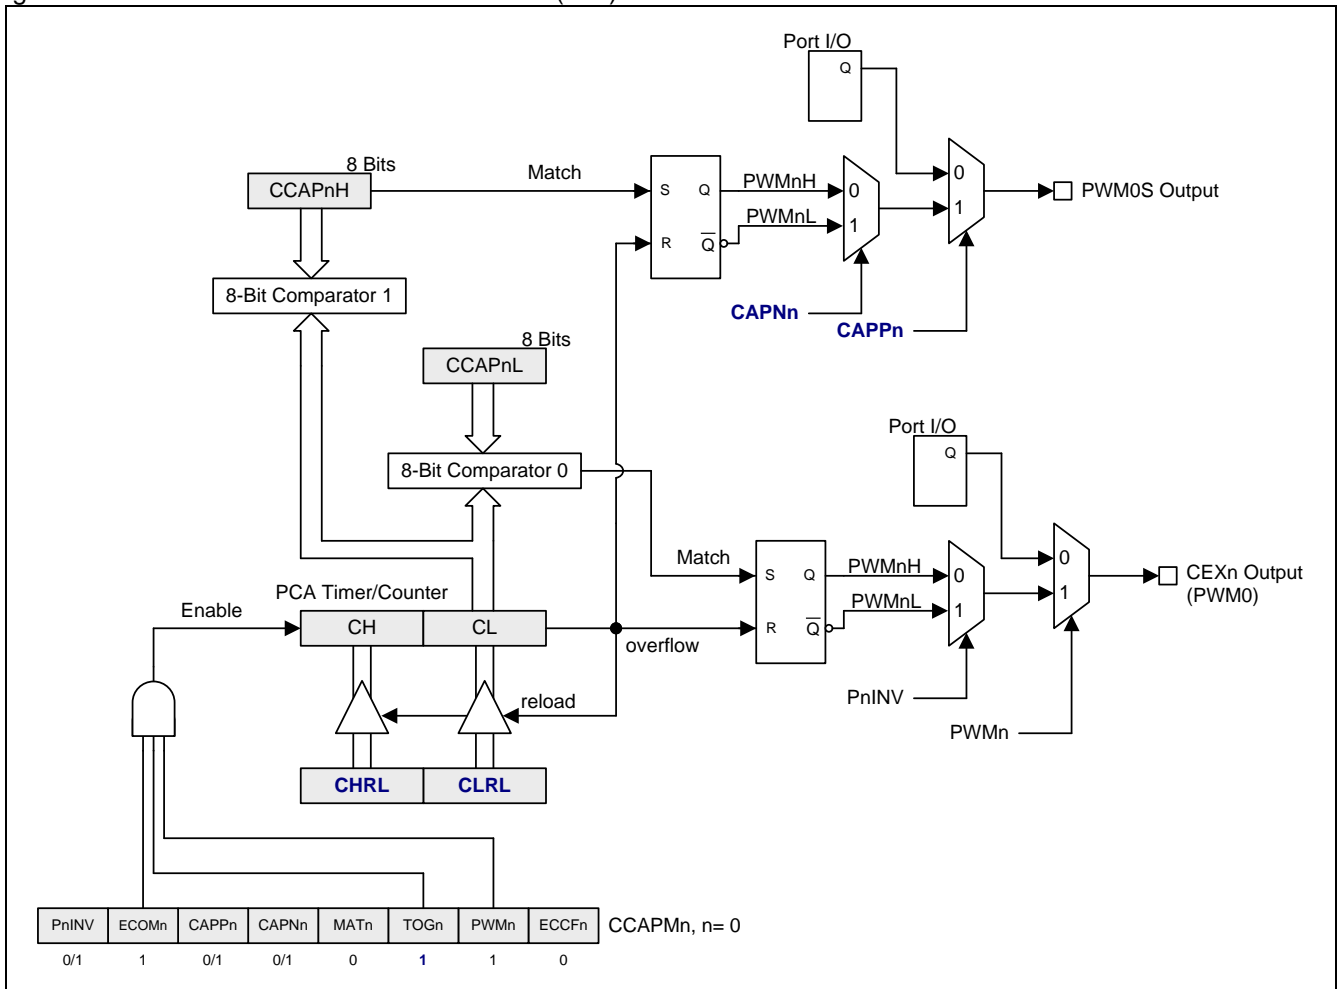 Port I/O
Q
8 Bits
CCAPnH
Match
S Q
R Q
PWMnH
PWMnL
0
1
0
1
PWM0S Output
8-Bit Comparator 1
CAPNn
CAPPn
8 Bits
CCAPnL
Port I/O
Q
8-Bit Comparator 0
Match
S Q
R Q
PWMnH
PWMnL
0
1
0
1
CEXn Output
(PWM0)
PCA Timer/Counter
Enable
CH CL
overflow
reload
PnINV
PWMn
CHRL CLRL
PnINV ECOMn CAPPn CAPNn MATn TOGn PWMn ECCFn CCAPMn, n= 0
0/1 1 0/1 0/1 0 1 1 0